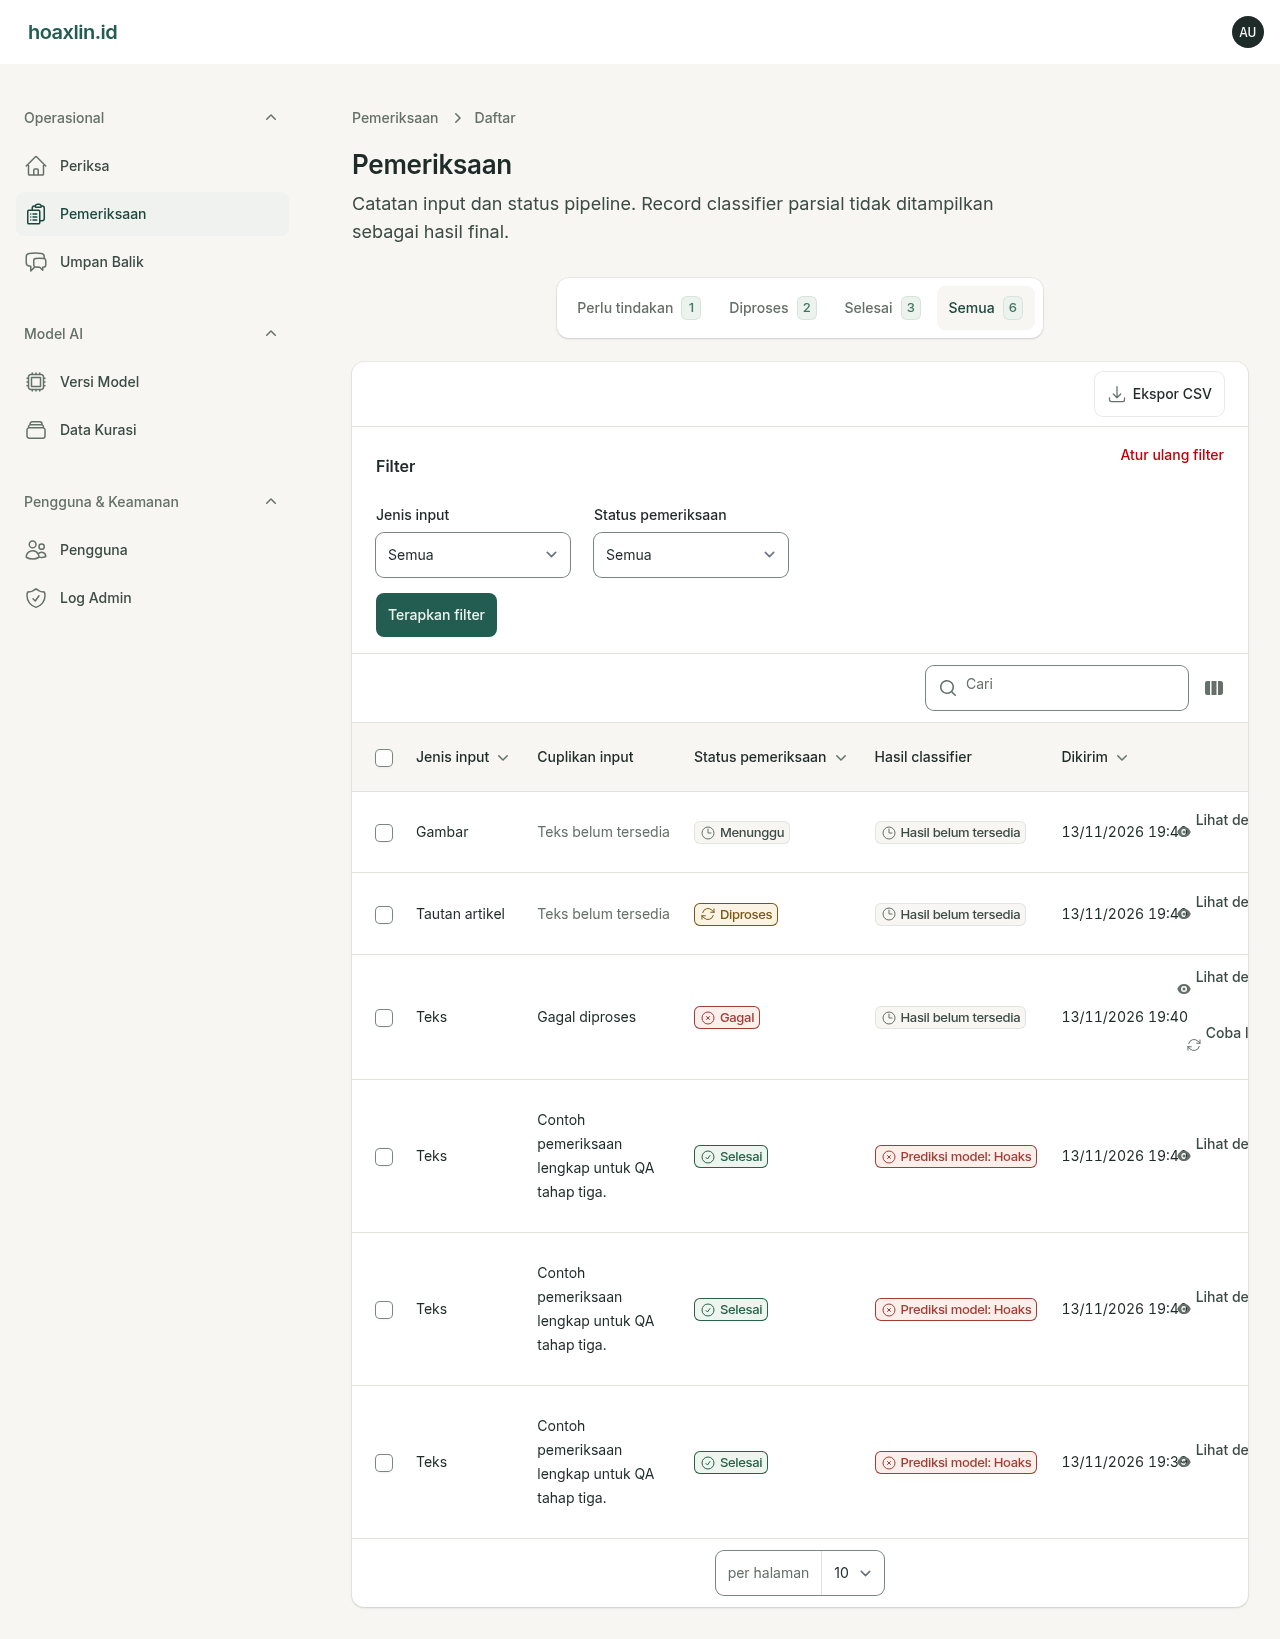 hoaxlin.id
AU
Operasional
Periksa
Pemeriksaan
Umpan Balik
Model AI
Versi Model
Data Kurasi
Pengguna & Keamanan
Pengguna
Log Admin
Pemeriksaan > Daftar
Pemeriksaan
Catatan input dan status pipeline. Record classifier parsial tidak ditampilkan
sebagai hasil final.
Perlu tindakan 1 Diproses 2 Selesai 3 Semua 6
Ekspor CSV
Filter
Atur ulang filter
Jenis input Status pemeriksaan
Semua Semua
Terapkan filter
Cari
Jenis input Cuplikan input Status pemeriksaan Hasil classifier Dikirim
Gambar Teks belum tersedia Menunggu Hasil belum tersedia 13/11/2026 19:4 Lihat de
Tautan artikel Teks belum tersedia Diproses Hasil belum tersedia 13/11/2026 19:4 Lihat de
Lihat de
Teks Gagal diproses Gagal Hasil belum tersedia 13/11/2026 19:40
Coba l
Contoh
pemeriksaan
lengkap untuk QA
tahap tiga.
Teks Selesai Prediksi model: Hoaks 13/11/2026 19:4 Lihat de
Contoh
pemeriksaan
lengkap untuk QA
tahap tiga.
Teks Selesai Prediksi model: Hoaks 13/11/2026 19:4 Lihat de
Contoh
pemeriksaan
lengkap untuk QA
tahap tiga.
Teks Selesai Prediksi model: Hoaks 13/11/2026 19:3 Lihat de
per halaman 10